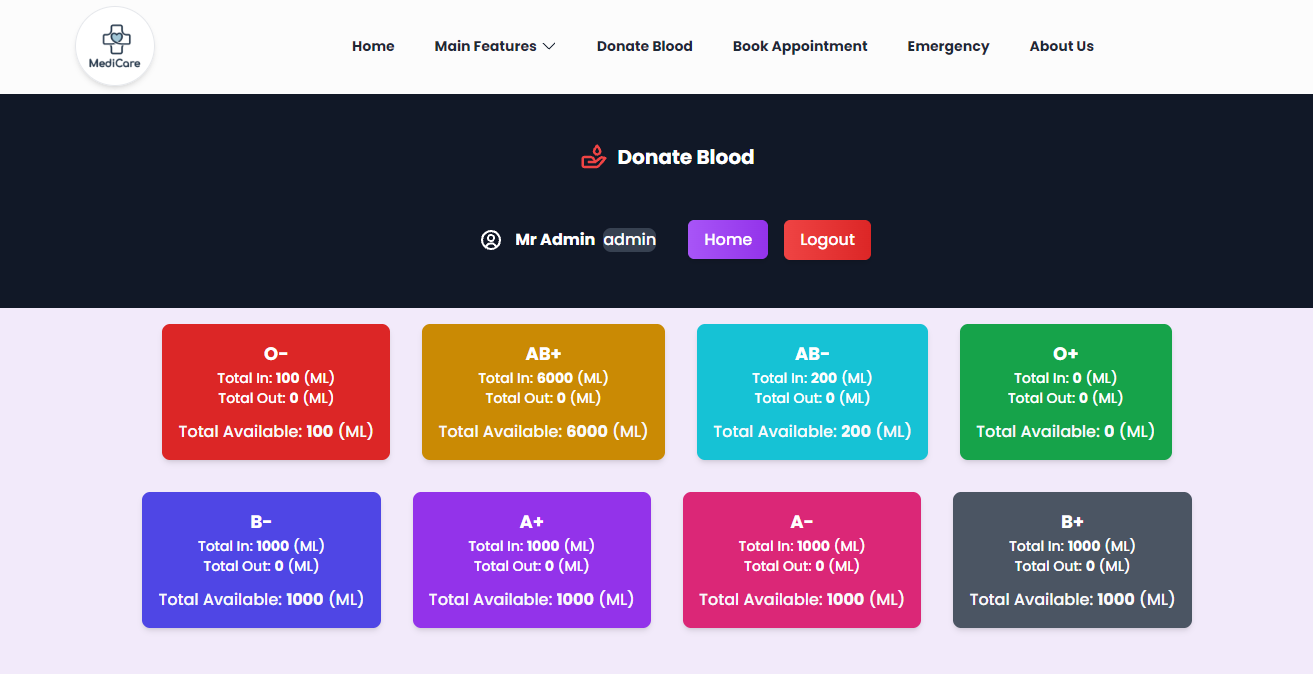 MediCare
Home Main Features Donate Blood Book Appointment Emergency About Us
Donate Blood
Mr Admin admin Home Logout
O- AB+ AB- O+
Total In: 100 (ML) Total In: 6000 (ML) Total In: 200 (ML) Total In: 0 (ML)
Total Out: 0 (ML) Total Out: 0 (ML) Total Out: 0 (ML) Total Out: 0 (ML)
Total Available: 100 (ML) Total Available: 6000 (ML) Total Available: 200 (ML) Total Available: 0 (ML)
B- A+ A- B+
Total In: 1000 (ML) Total In: 1000 (ML) Total In: 1000 (ML) Total In: 1000 (ML)
Total Out: 0 (ML) Total Out: 0 (ML) Total Out: 0 (ML) Total Out: 0 (ML)
Total Available: 1000 (ML) Total Available: 1000 (ML) Total Available: 1000 (ML) Total Available: 1000 (ML)